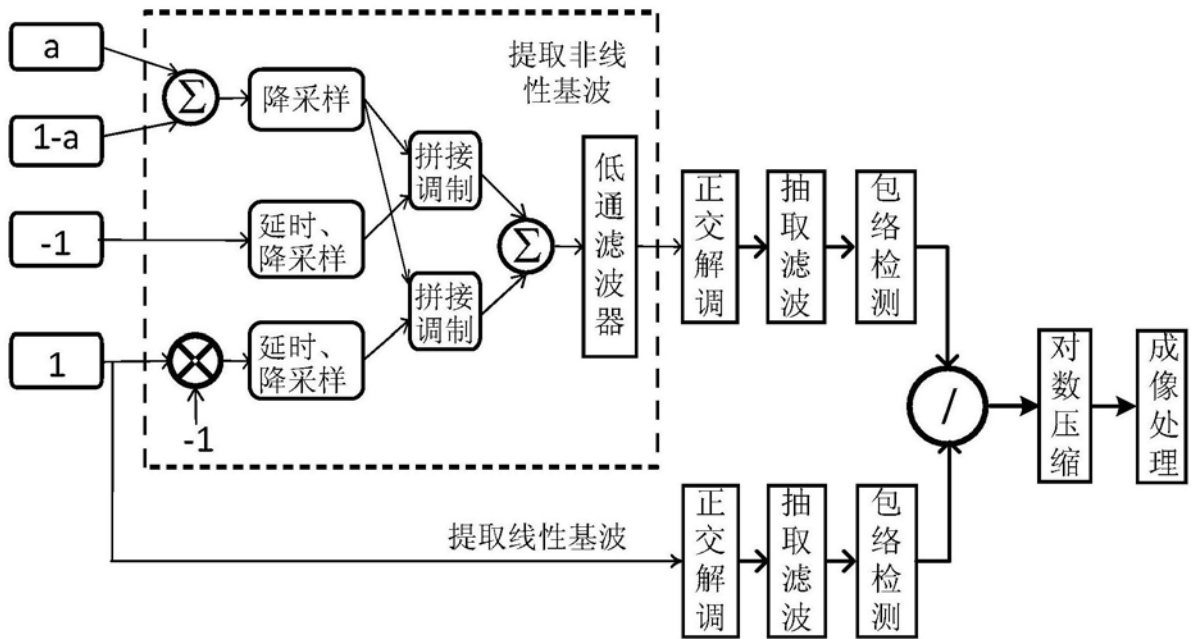 a
1-a
-1
1
Σ
降采样
延时、
降采样
-1
延时、
降采样
拼接
调制
拼接
调制
Σ
提取非线
性基波
低
通
滤
波
器
正
交
解
调
抽
取
滤
波
包
络
检
测
提取线性基波
正
交
解
调
抽
取
滤
波
包
络
检
测
/
对
数
压
缩
成
像
处
理